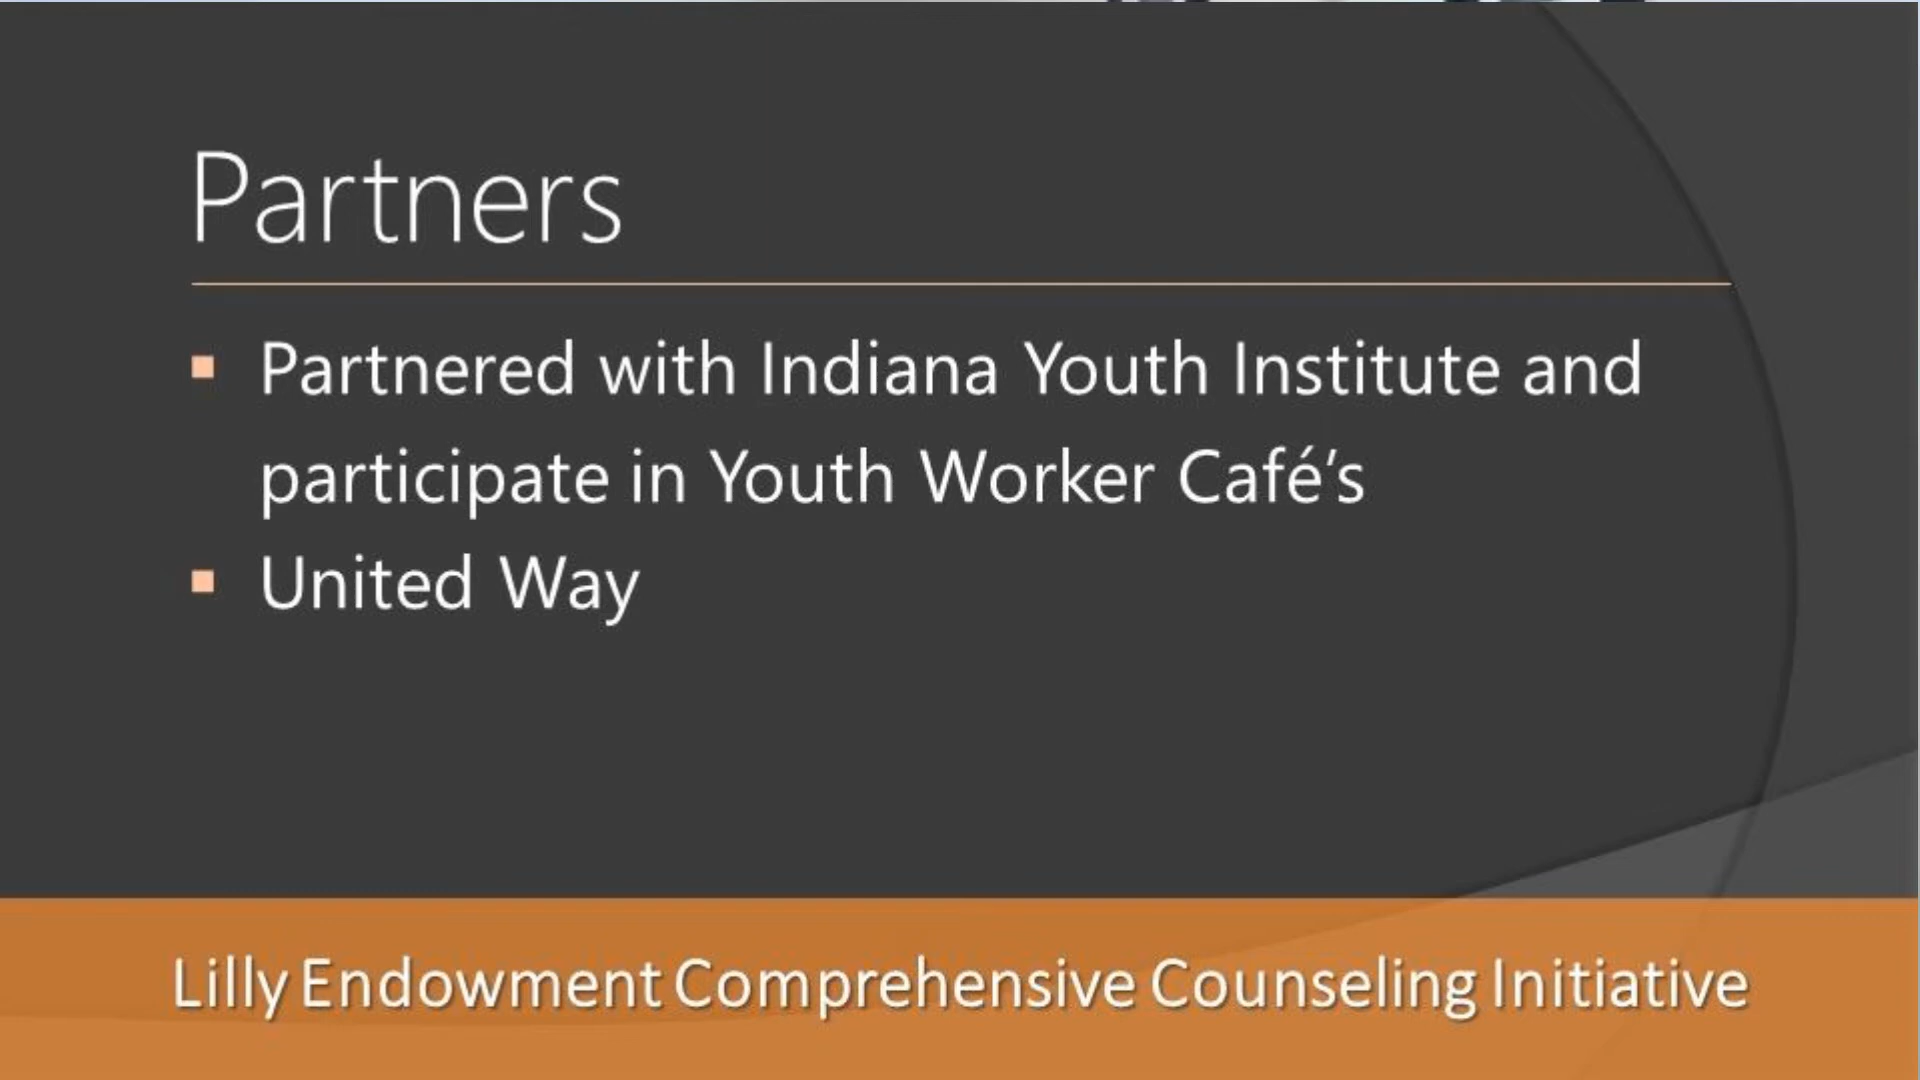 Partners
Partnered with Indiana Youth Institute and
participate in Youth Worker Café’s
United Way
Lilly Endowment Comprehensive Counseling Initiative